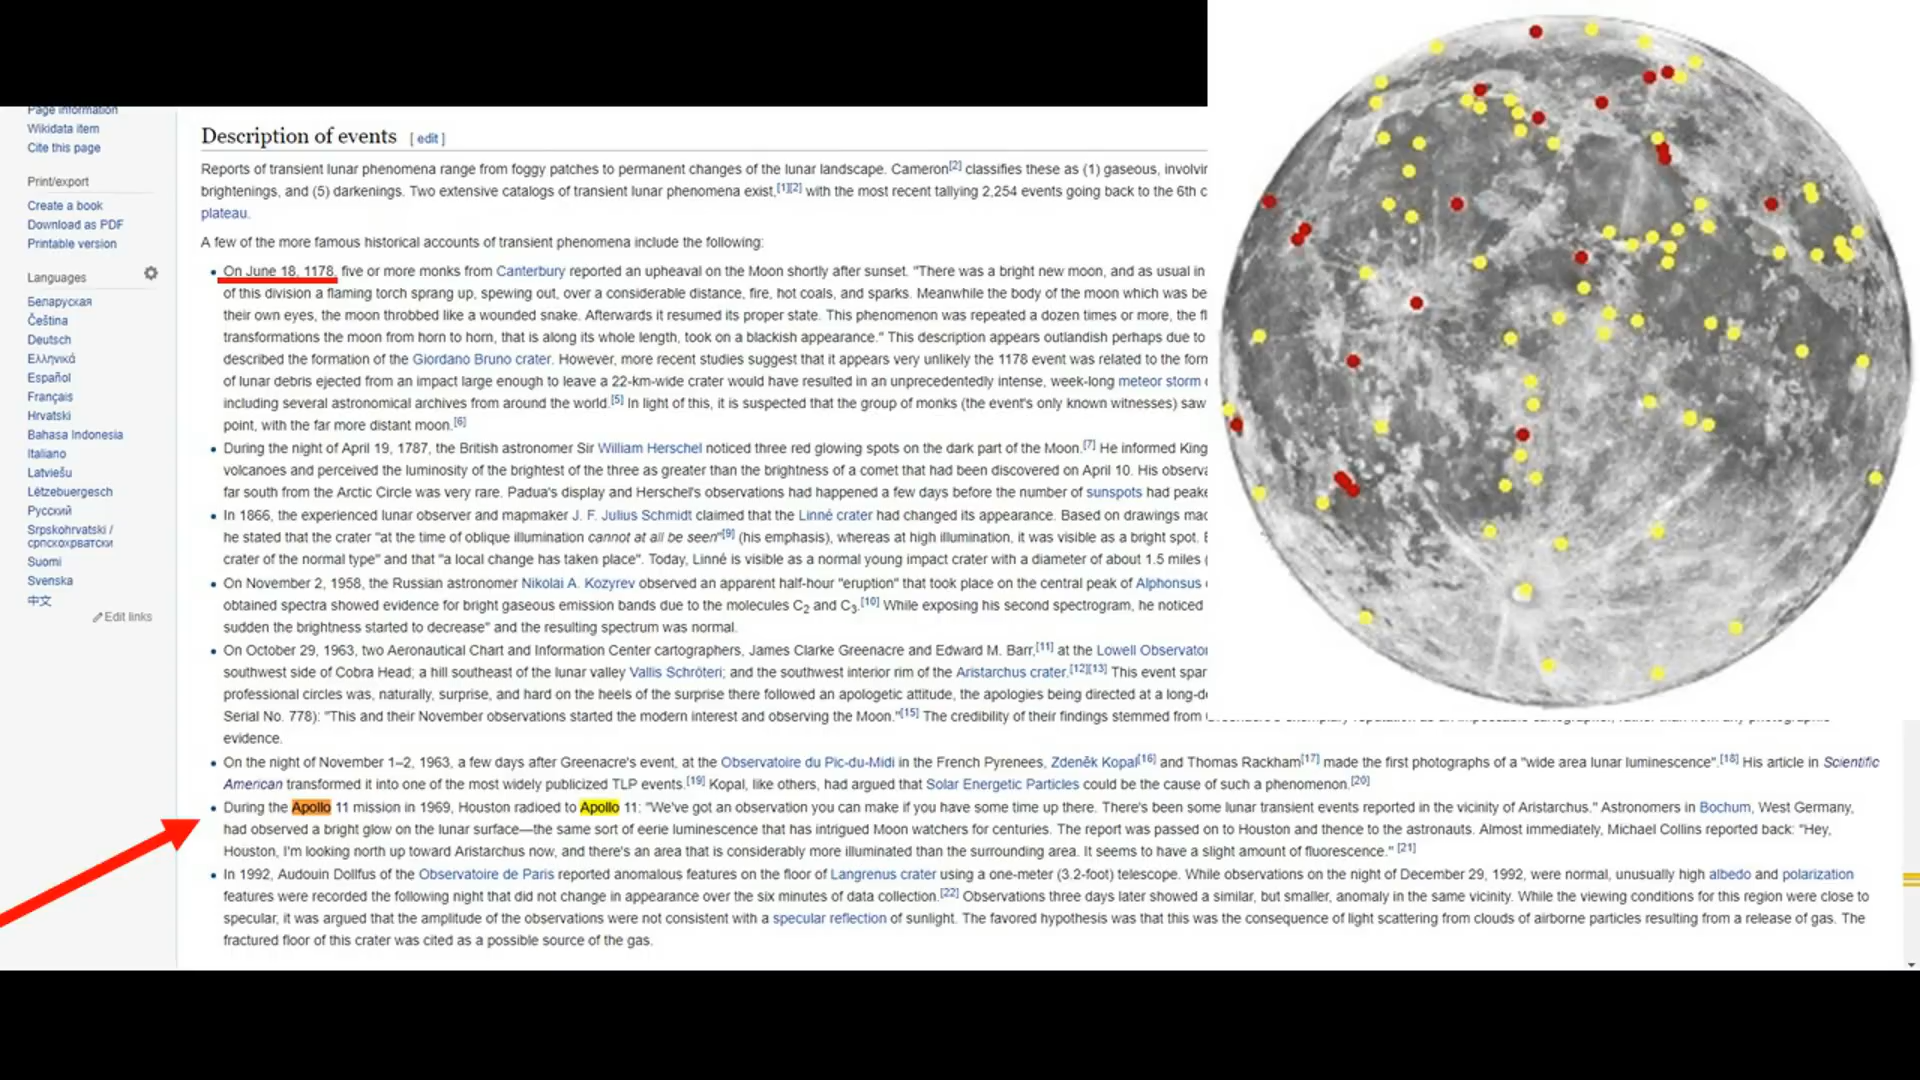 Page information
Wikidata item
Cite this page
Print/export
Create a book
Download as PDF
Printable version
Languages
Беларуская
Čeština
Deutsch
Ελληνικά
Español
Français
Hrvatski
Bahasa Indonesia
Italiano
Latviešu
Lëtzebuergesch
Русский
Srpskohrvatski /
српскохрватски
Suomi
Svenska
中文
Edit links
Description of events [ edit ]
Reports of transient lunar phenomena range from foggy patches to permanent changes of the lunar landscape. Cameron[2] classifies these as (1) gaseous,
brightenings, and (5) darkenings. Two extensive catalogs of transient lunar phenomena exist,[1][2] with the most recent tallying 2,254 events going back to the 6th c
plateau.
A few of the more famous historical accounts of transient phenomena include the following:
On June 18, 1178, five or more monks from Canterbury reported an upheaval on the Moon shortly after sunset. "There was a bright new moon, and as usual in
of this division a flaming torch sprang up, spewing out, over a considerable distance, fire, hot coals, and sparks. Meanwhile the body of the moon which was be
their own eyes, the moon throbbed like a wounded snake. Afterwards it resumed its proper state. This phenomenon was repeated a dozen times or more, the fl
transformations the moon from horn to horn, that is along its whole length, took on a blackish appearance." This description appears outlandish perhaps due to
described the formation of the Giordano Bruno crater. However, more recent studies suggest that it appears very unlikely the 1178 event was related to the form
of lunar debris ejected from an impact large enough to leave a 22-km-wide crater would have resulted in an unprecedentedly intense, week-long meteor storm
including several astronomical archives from around the world.[5] In light of this, it is suspected that the group of monks (the event's only known witnesses) saw
point, with the far more distant moon.[6]
During the night of April 19, 1787, the British astronomer Sir William Herschel noticed three red glowing spots on the dark part of the Moon.[7] He informed King
volcanoes and perceived the luminosity of the brightest of the three as greater than the brightness of a comet that had been discovered on April 10. His observa
far south from the Arctic Circle was very rare. Padua's display and Herschel's observations had happened a few days before the number of sunspots had peake
In 1866, the experienced lunar observer and mapmaker J. F. Julius Schmidt claimed that the Linné crater had changed its appearance. Based on drawings mad
he stated that the crater "at the time of oblique illumination cannot at all be seen"[9] (his emphasis), whereas at high illumination, it was visible as a bright spot.
crater of the normal type" and that "a local change has taken place". Today, Linné is visible as a normal young impact crater with a diameter of about 1.5 miles (
On November 2, 1958, the Russian astronomer Nikolai A. Kozyrev observed an apparent half-hour "eruption" that took place on the central peak of Alphonsus
obtained spectra showed evidence for bright gaseous emission bands due to the molecules C2 and C3.[10] While exposing his second spectrogram, he noticed
sudden the brightness started to decrease" and the resulting spectrum was normal.
On October 29, 1963, two Aeronautical Chart and Information Center cartographers, James Clarke Greenacre and Edward M. Barr,[11] at the Lowell Observator
southwest side of Cobra Head; a hill southeast of the lunar valley Vallis Schröteri; and the southwest interior rim of the Aristarchus crater.[12][13] This event spar
professional circles was, naturally, surprise, and hard on the heels of the surprise there followed an apologetic attitude, the apologies being directed at a long-d
Serial No. 778): "This and their November observations started the modern interest and observing the Moon."[15] The credibility of their findings stemmed from
evidence.
On the night of November 1–2, 1963, a few days after Greenacre's event, at the Observatoire du Pic-du-Midi in the French Pyrenees, Zdeněk Kopal[16] and Thomas Rackham[17] made the first photographs of a "wide area lunar luminescence".[18] His article in Scientific
American transformed it into one of the most widely publicized TLP events.[19] Kopal, like others, had argued that Solar Energetic Particles could be the cause of such a phenomenon.[20]
During the Apollo 11 mission in 1969, Houston radioed to Apollo 11: "We've got an observation you can make if you have some time up there. There's been some lunar transient events reported in the vicinity of Aristarchus." Astronomers in Bochum, West Germany,
had observed a bright glow on the lunar surface—the same sort of eerie luminescence that has intrigued Moon watchers for centuries. The report was passed on to Houston and thence to the astronauts. Almost immediately, Michael Collins reported back: "Hey,
Houston, I'm looking north up toward Aristarchus now, and there's an area that is considerably more illuminated than the surrounding area. It seems to have a slight amount of fluorescence." [21]
In 1992, Audouin Dollfus of the Observatoire de Paris reported anomalous features on the floor of Langrenus crater using a one-meter (3.2-foot) telescope. While observations on the night of December 29, 1992, were normal, unusually high albedo and polarization
features were recorded the following night that did not change in appearance over the six minutes of data collection.[22] Observations three days later showed a similar, but smaller, anomaly in the same vicinity. While the viewing conditions for this region were close to
specular, it was argued that the amplitude of the observations were not consistent with a specular reflection of sunlight. The favored hypothesis was that this was the consequence of light scattering from clouds of airborne particles resulting from a release of gas. The
fractured floor of this crater was cited as a possible source of the gas.